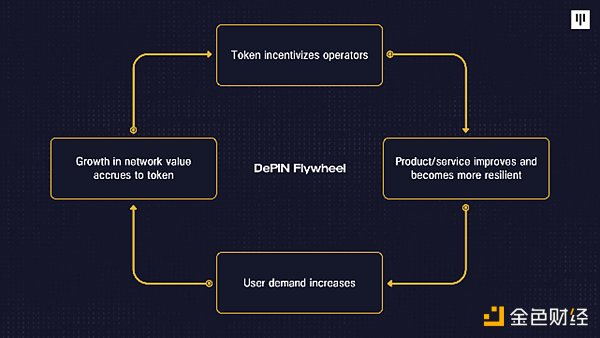 Token incentivizes operators
Growth in network value
accrues to token
DePIN Flywheel
Product/service improves and
becomes more resilient
User demand increases
金色财经